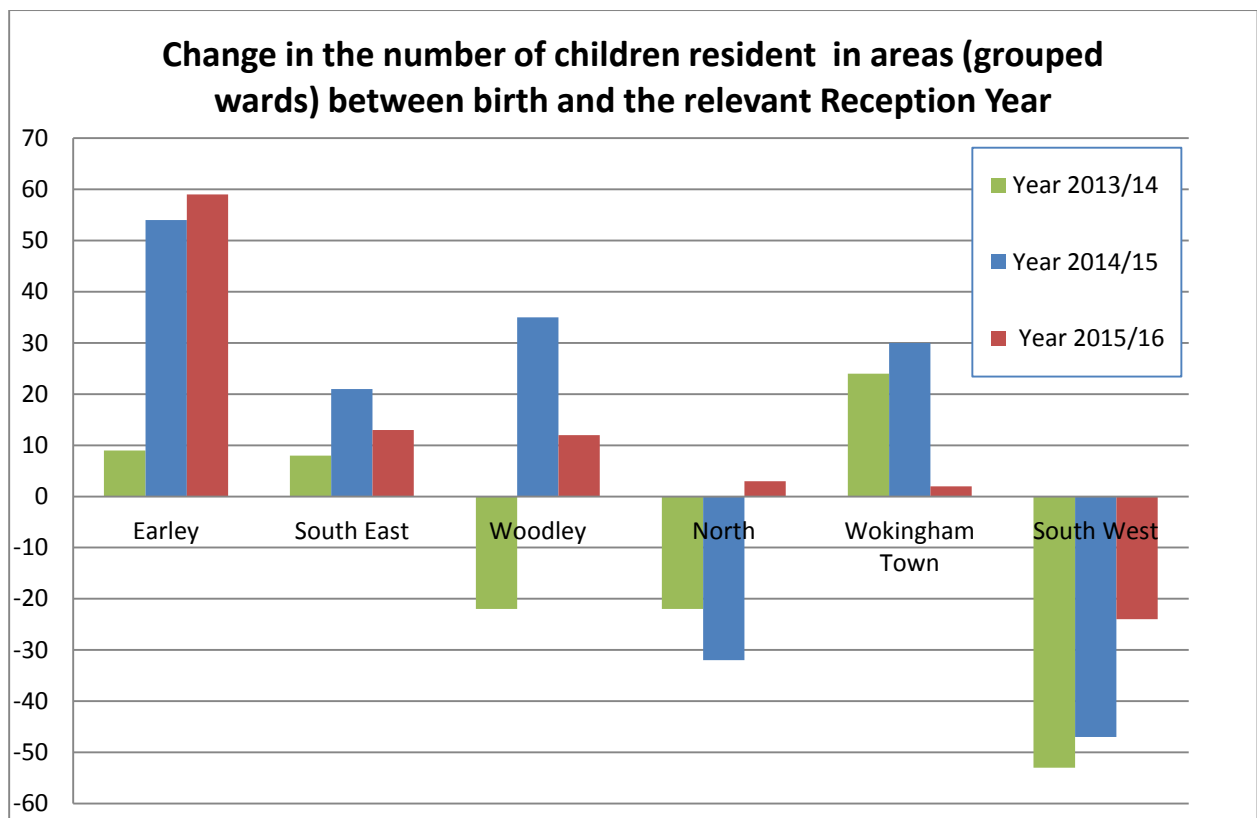 Change in the number of children resident in areas (grouped
wards) between birth and the relevant Reception Year
70
60
50
40
30
20
10
0
-10
-20
-30
-40
-50
-60
Year 2013/14
Year 2014/15
Year 2015/16
Earley
South East
Woodley
North
Wokingham
Town
South West